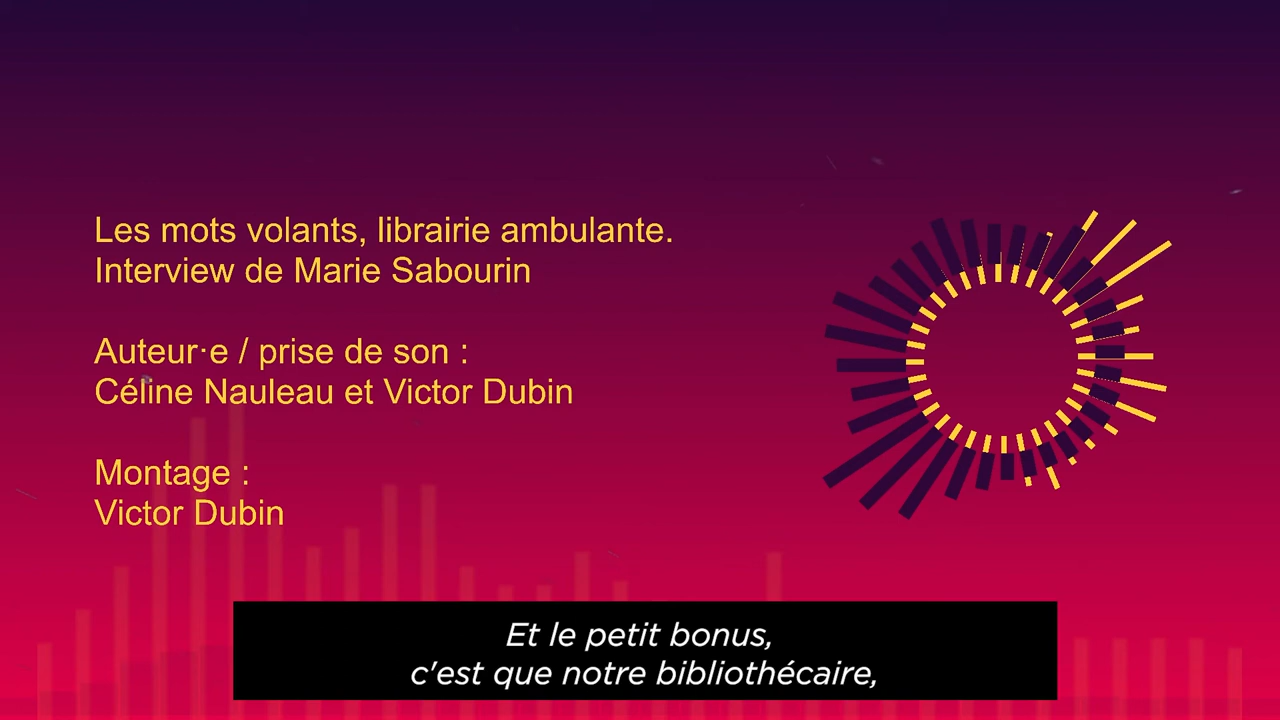 Les mots volants, librairie ambulante.
Interview de Marie Sabourin
Auteur·e / prise de son :
Céline Nauleau et Victor Dubin
Montage :
Victor Dubin
Et le petit bonus,
c'est que notre bibliothécaire,